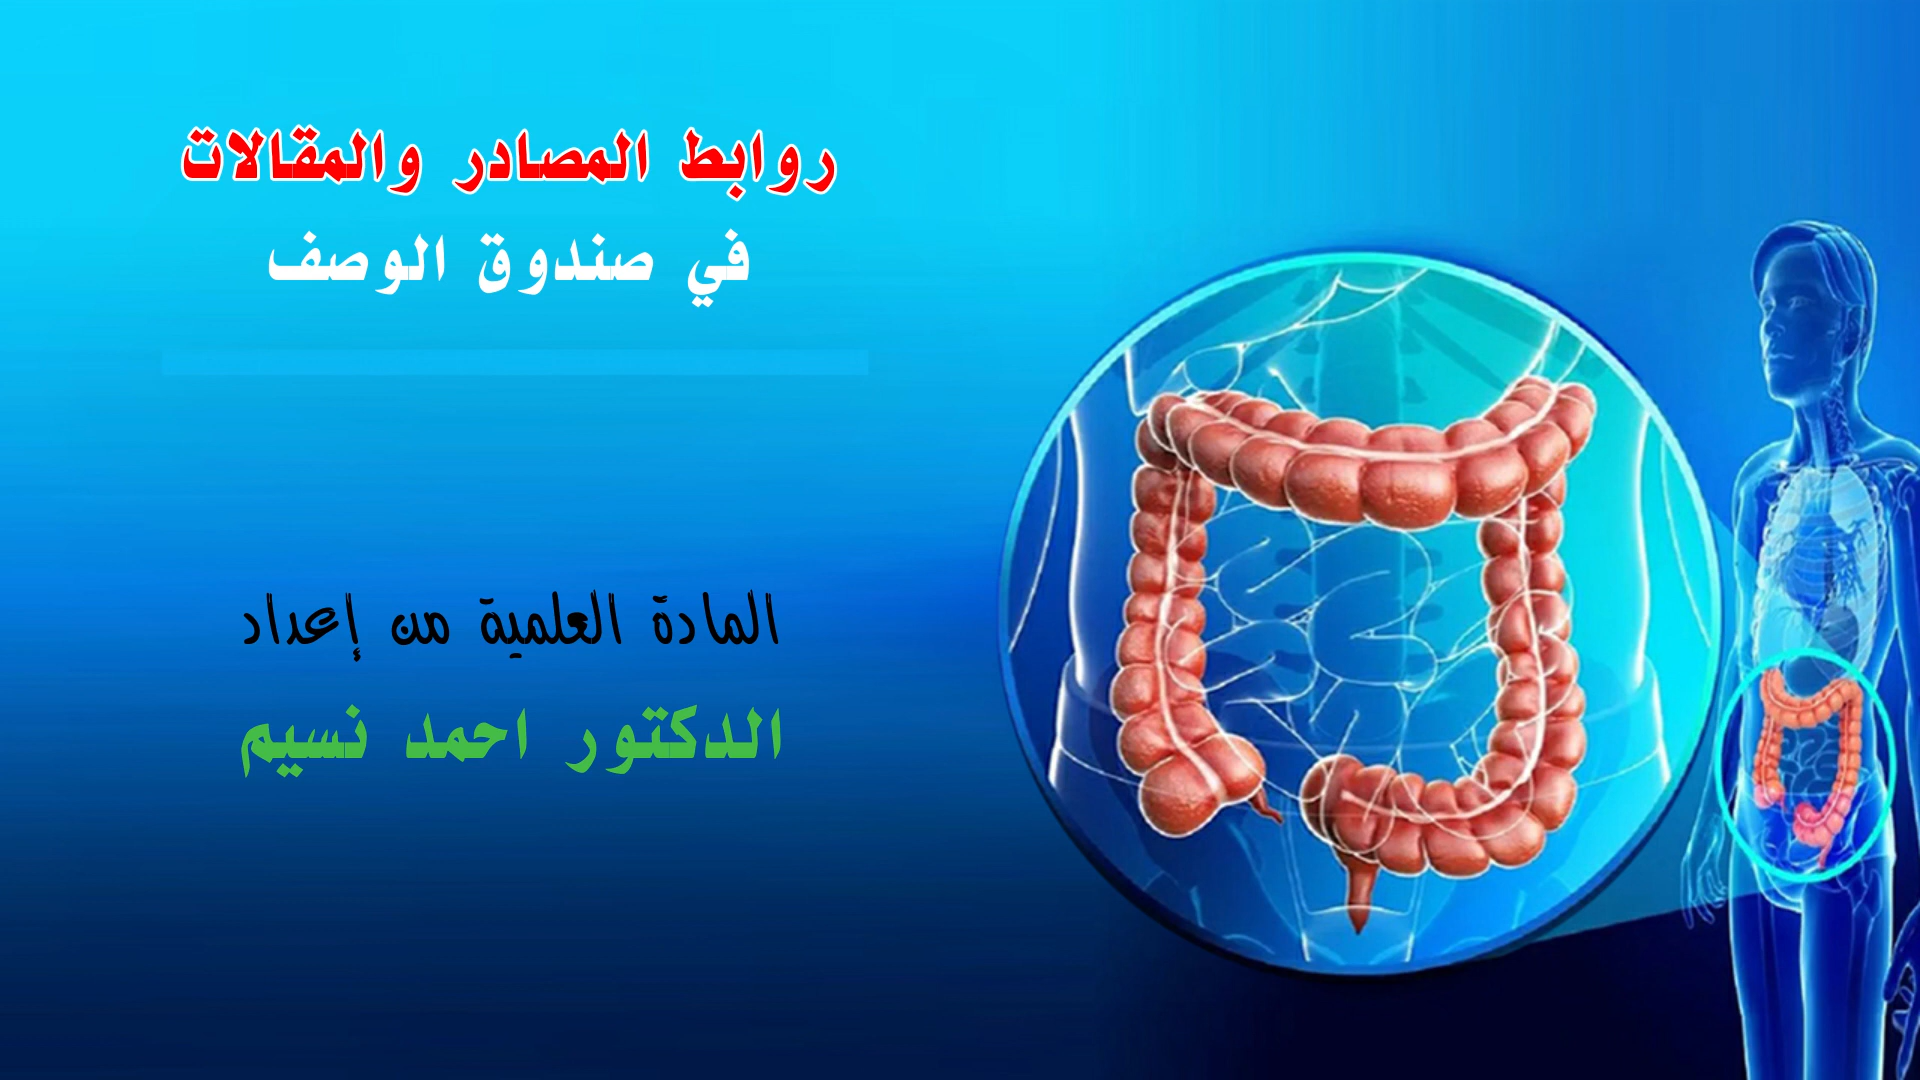 روابط المصادر والمقالات
في صندوق الوصف
المادة العلمية من إعداد
الدكتور احمد نسيم